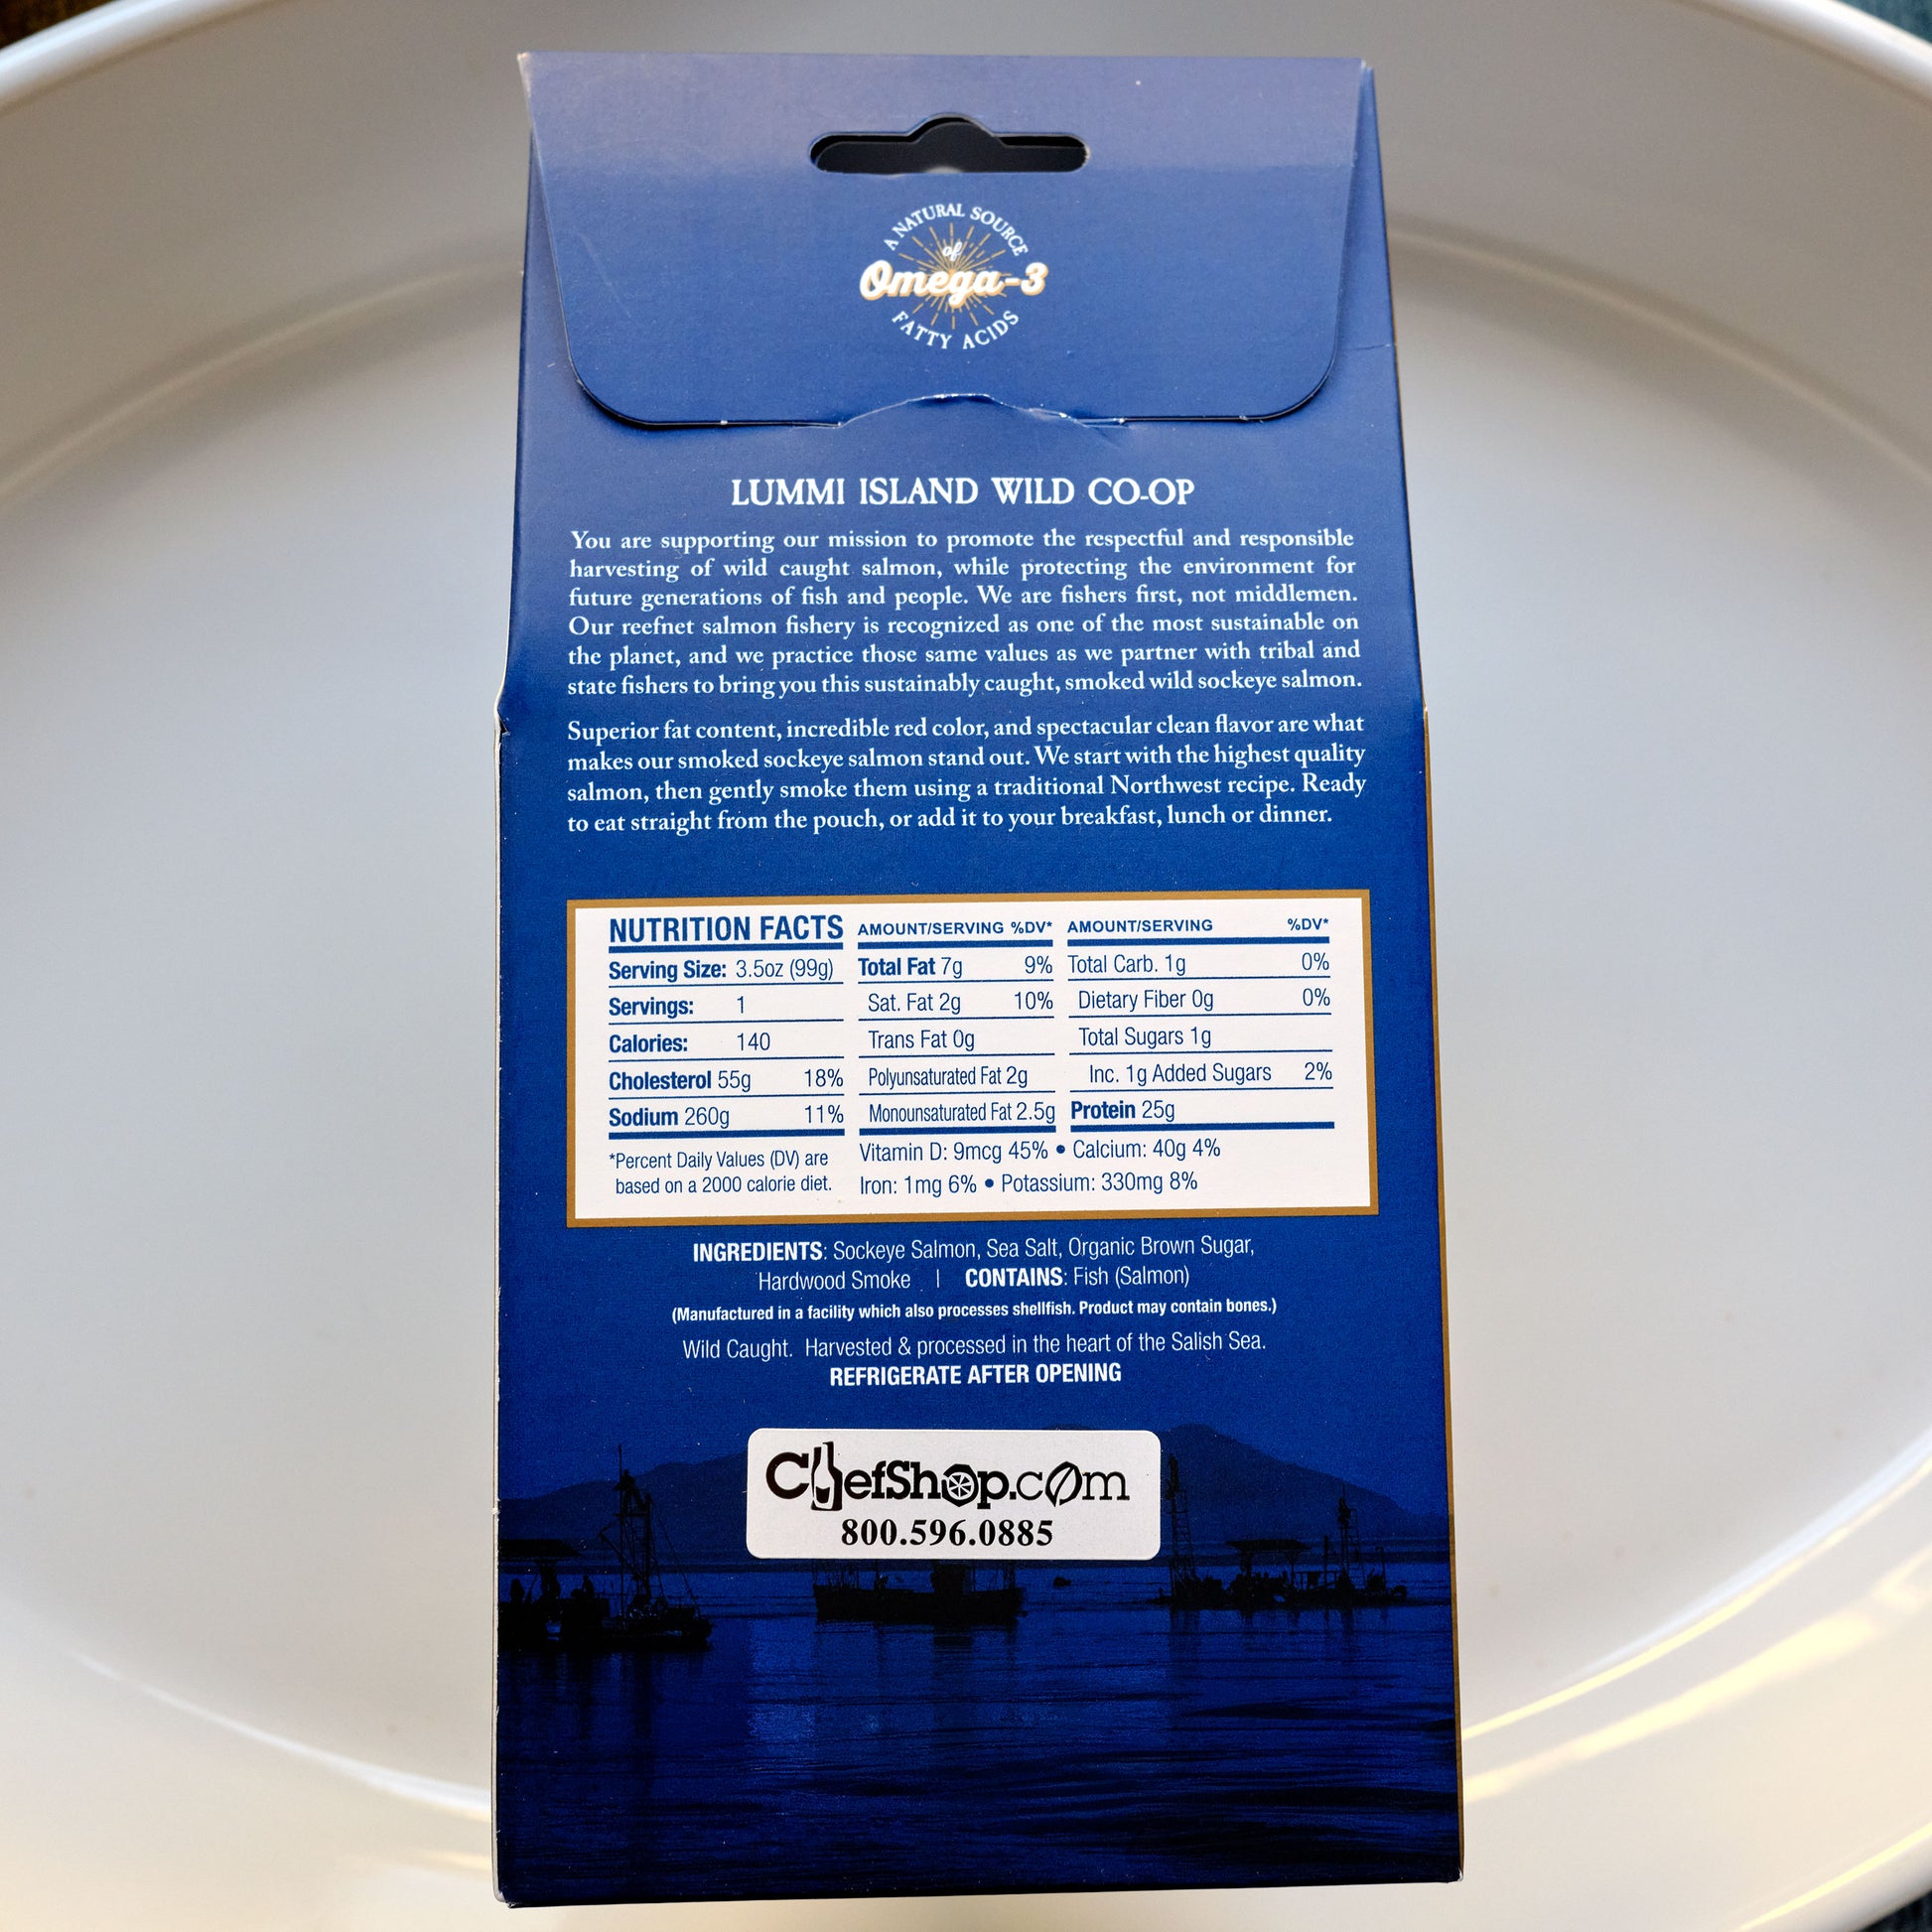 A NATURAL SOURCE
of
Omega-3
FATTY ACIDS
LUMMI ISLAND WILD CO-OP
You are supporting our mission to promote the respectful and responsible
harvesting of wild caught salmon, while protecting the environment for
future generations of fish and people. We are fishers first, not middlemen.
Our reefnet salmon fishery is recognized as one of the most sustainable on
the planet, and we practice those same values as we partner with tribal and
state fishers to bring you this sustainably caught, smoked wild sockeye salmon.
Superior fat content, incredible red color, and spectacular clean flavor are what
makes our smoked sockeye salmon stand out. We start with the highest quality
salmon, then gently smoke them using a traditional Northwest recipe. Ready
to eat straight from the pouch, or add it to your breakfast, lunch or dinner.
NUTRITION FACTS
Serving Size: 3.5oz (99g)
Servings: 1
Calories: 140
Cholesterol 55g 18%
Sodium 260g 11%
*Percent Daily Values (DV) are
based on a 2000 calorie diet.
AMOUNT/SERVING %DV*
Total Fat 7g 9%
Sat. Fat 2g 10%
Trans Fat 0g
Polyunsaturated Fat 2g
Monounsaturated Fat 2.5g
AMOUNT/SERVING %DV*
Total Carb. 1g 0%
Dietary Fiber 0g 0%
Total Sugars 1g
Inc. 1g Added Sugars 2%
Protein 25g
Vitamin D: 9mcg 45% • Calcium: 40g 4%
Iron: 1mg 6% • Potassium: 330mg 8%
INGREDIENTS: Sockeye Salmon, Sea Salt, Organic Brown Sugar,
Hardwood Smoke | CONTAINS: Fish (Salmon)
(Manufactured in a facility which also processes shellfish. Product may contain bones.)
Wild Caught. Harvested & processed in the heart of the Salish Sea.
REFRIGERATE AFTER OPENING
ChefShop.com
800.596.0885